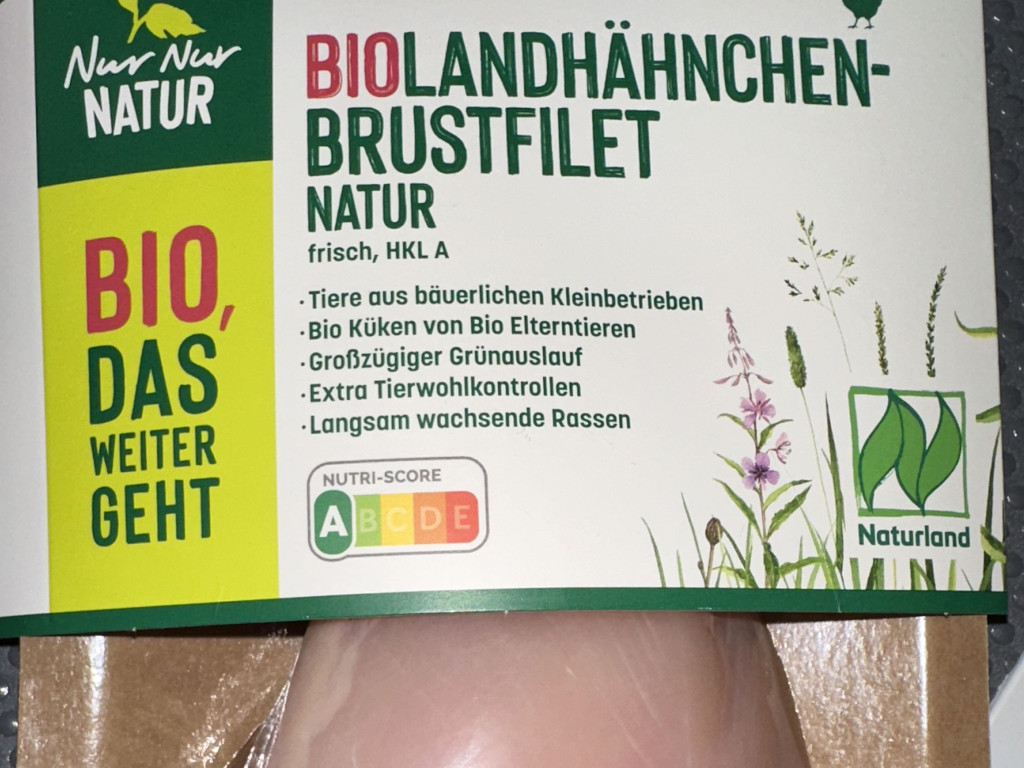 Nur Nur
NATUR
BIO,
DAS
WEITER
GEHT
BIOLANDHÄHNCHEN-
BRUSTFILET
NATUR
frisch, HKL A
· Tiere aus bäuerlichen Kleinbetrieben
· Bio Küken von Bio Elterntieren
· Großzügiger Grünauslauf
· Extra Tierwohlkontrollen
· Langsam wachsende Rassen
NUTRI-SCORE
A B C D E
Naturland